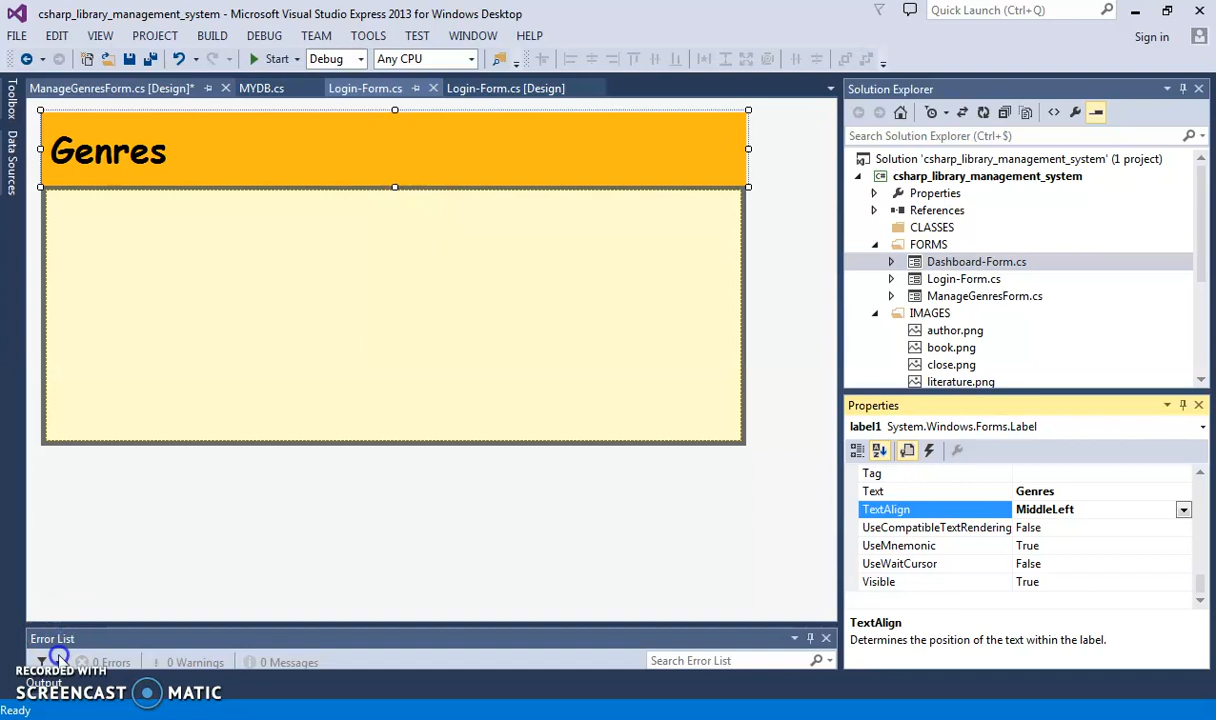 csharp_library_management_system - Microsoft Visual Studio Express 2013 for Windows Desktop
Quick Launch (Ctrl+Q)
FILE EDIT VIEW PROJECT BUILD DEBUG TEAM TOOLS TEST WINDOW HELP
Sign in
Start Debug Any CPU
Toolbox
Data Sources
ManageGenresForm.cs [Design]* MYDB.cs Login-Form.cs Login-Form.cs [Design]
Genres
Solution Explorer
Search Solution Explorer (Ctrl+$)
Solution 'csharp_library_management_system' (1 project)
csharp_library_management_system
Properties
References
CLASSES
FORMS
Dashboard-Form.cs
Login-Form.cs
ManageGenresForm.cs
IMAGES
author.png
book.png
close.png
literature.png
Properties
label1 System.Windows.Forms.Label
Tag
Text Genres
TextAlign MiddleLeft
UseCompatibleTextRendering False
UseMnemonic True
UseWaitCursor False
Visible True
TextAlign
Determines the position of the text within the label.
Error List
0 Errors 0 Warnings 0 Messages
Search Error List
Output
RECORDED WITH
SCREENCAST MATIC
Ready